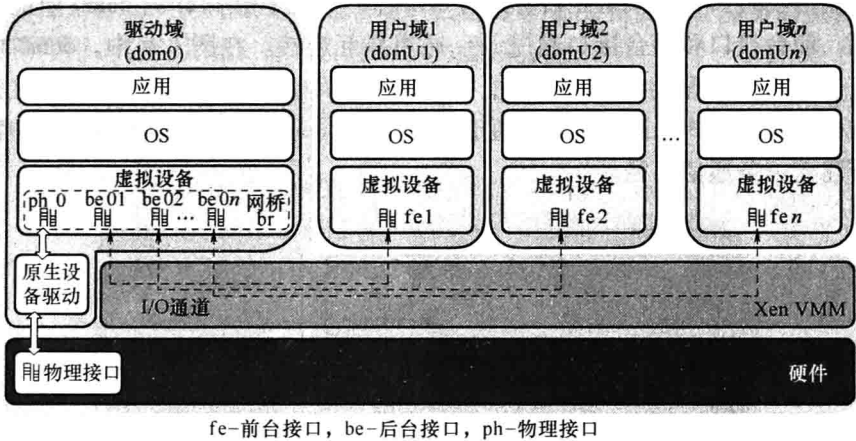 驱动域 用户域1 用户域2 用户域n
(dom0) (domU1) (domU2) (domUn)
应用 应用 应用 应用
OS OS OS … OS
虚拟设备 虚拟设备 虚拟设备 虚拟设备
ph 0 be 01 be 02 be 0n 网桥
… br fe1 fe2 fe n
原生设
备驱动
I/O通道 Xen VMM
物理接口 硬件
fe-前台接口，be-后台接口，ph-物理接口